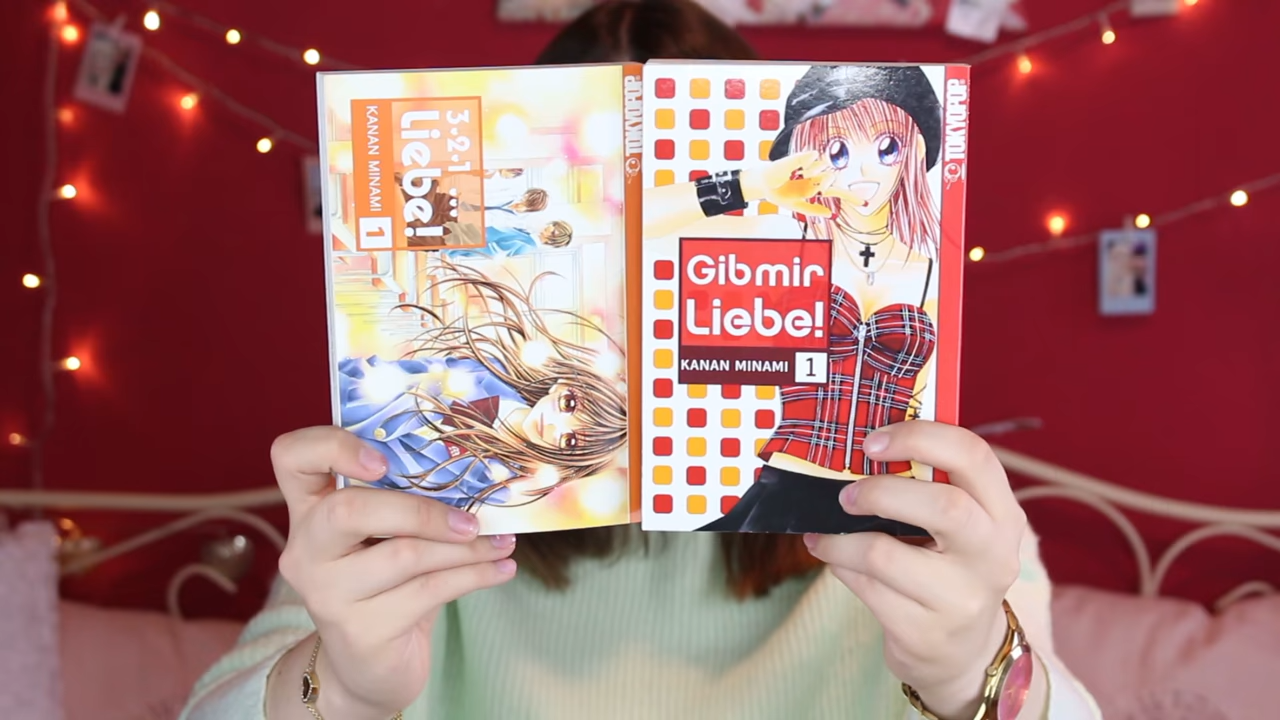 3•2•1 ...
Liebe!
KANAN MINAMI
1
TOKYOPOP
Gib mir
Liebe!
KANAN MINAMI 1
TOKYOPOP